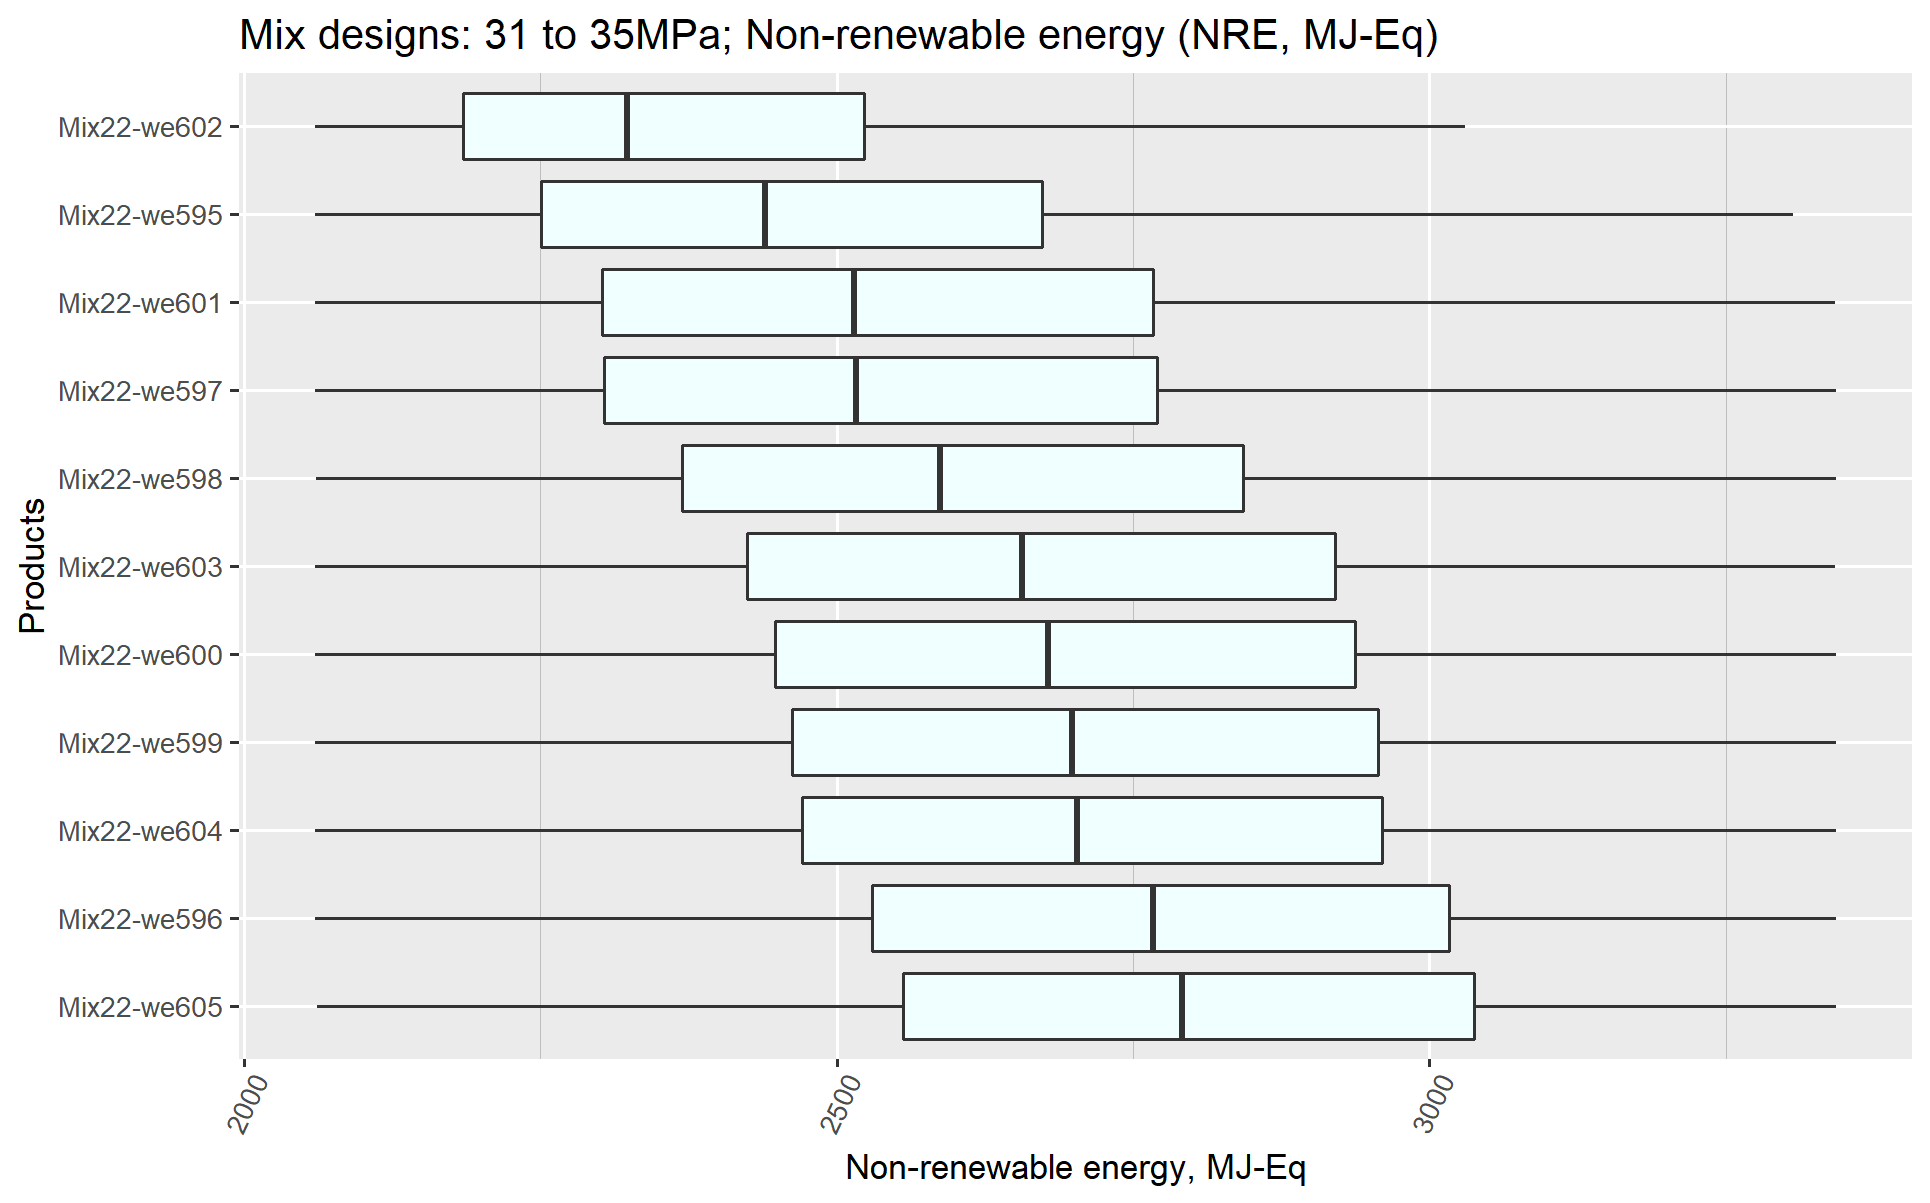 Mix designs: 31 to 35MPa; Non-renewable energy (NRE, MJ-Eq)
Products
Mix22-we602
Mix22-we595
Mix22-we601
Mix22-we597
Mix22-we598
Mix22-we603
Mix22-we600
Mix22-we599
Mix22-we604
Mix22-we596
Mix22-we605
2000
2500
3000
Non-renewable energy, MJ-Eq